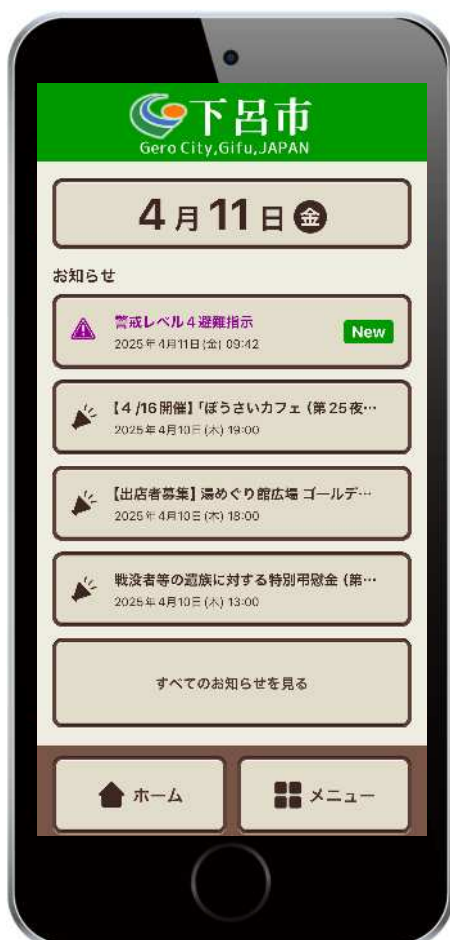 下呂市
Gero City,Gifu,JAPAN
4月11日金
お知らせ
警戒レベル4避難指示
2025年4月11日(金) 09:42
New
【4/16開催】「ぼうさいカフェ(第25夜…
2025年4月10日(木) 19:00
【出店者募集】湯めぐり館広場 ゴールデ…
2025年4月10日(木) 18:00
戦没者等の遺族に対する特別弔慰金(第…
2025年4月10日(木) 13:00
すべてのお知らせを見る
ホーム
メニュー